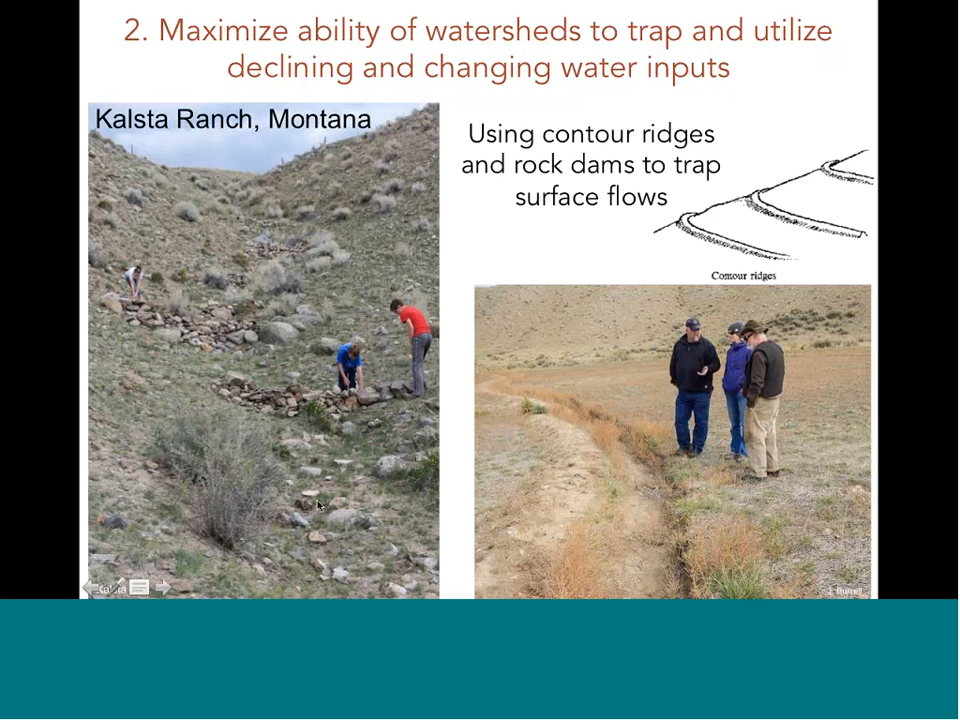 2. Maximize ability of watersheds to trap and utilize
declining and changing water inputs
Kalsta Ranch, Montana
Using contour ridges
and rock dams to trap
surface flows
Contour ridges
J. Burrell